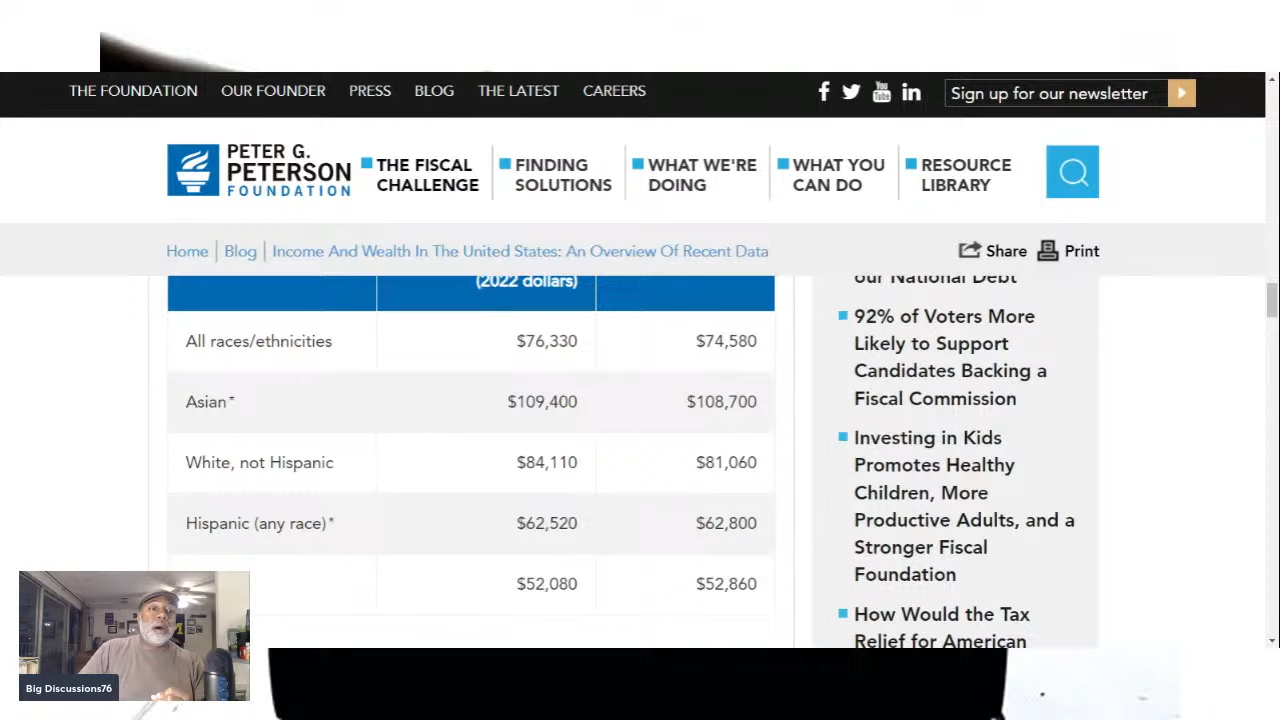 THE FOUNDATION OUR FOUNDER PRESS BLOG THE LATEST CAREERS
Sign up for our newsletter
PETER G.
PETERSON
FOUNDATION
THE FISCAL
CHALLENGE
FINDING
SOLUTIONS
WHAT WE'RE
DOING
WHAT YOU
CAN DO
RESOURCE
LIBRARY
Home Blog Income And Wealth In The United States: An Overview Of Recent Data
Share Print
(2022 dollars)
All races/ethnicities $76,330 $74,580
Asian* $109,400 $108,700
White, not Hispanic $84,110 $81,060
Hispanic (any race)* $62,520 $62,800
$52,080 $52,860
our National Debt
92% of Voters More
Likely to Support
Candidates Backing a
Fiscal Commission
Investing in Kids
Promotes Healthy
Children, More
Productive Adults, and a
Stronger Fiscal
Foundation
How Would the Tax
Relief for American
Big Discussions76